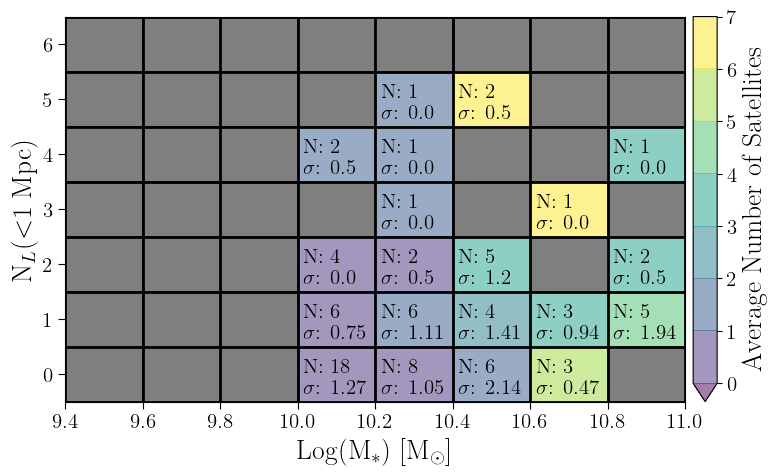 7
6
N: 1
N: 2
5
σ: 0.0
σ: 0.5
N: 2
N: 1
N: 1
4
σ: 0.5
σ: 0.0
σ: 0.0
N: 1
N: 1
3
σ: 0.0
σ: 0.0
N: 4
N: 2
N: 5
N: 2
2
σ: 0.0
σ: 0.5
σ: 1.2
σ: 0.5
N: 6
N: 6
N: 4
N: 3
N: 5
1
σ: 0.75
σ: 1.11
σ: 1.41
σ: 0.94
σ: 1.94
N: 18
N: 8
N: 6
N: 3
0
σ: 1.27
σ: 1.05
σ: 2.14
σ: 0.47
9.4
9.6
9.8
10.0
10.2
10.4
10.6
10.8
11.0
Log(M∗) [M⊙]
N_L(<1 Mpc)
6
5
4
3
2
1
0
Average Number of Satellites